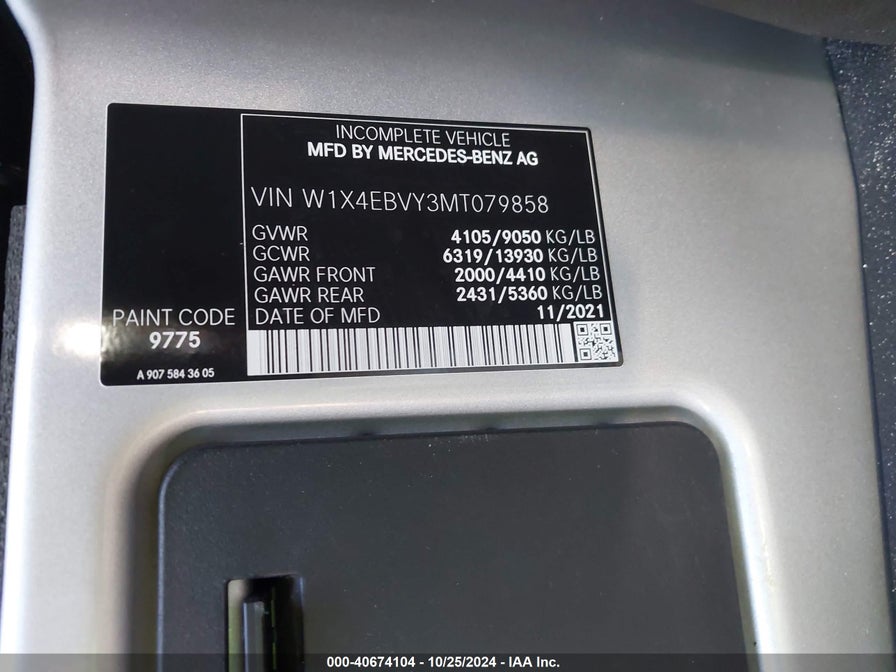 INCOMPLETE VEHICLE
MFD BY MERCEDES-BENZ AG
VIN W1X4EBVY3MT079858
GVWR 4105/9050 KG/LB
GCWR 6319/13930 KG/LB
GAWR FRONT 2000/4410 KG/LB
GAWR REAR 2431/5360 KG/LB
DATE OF MFD 11/2021
PAINT CODE
9775
A 907 584 36 05
000-40674104 - 10/25/2024 - IAA Inc.